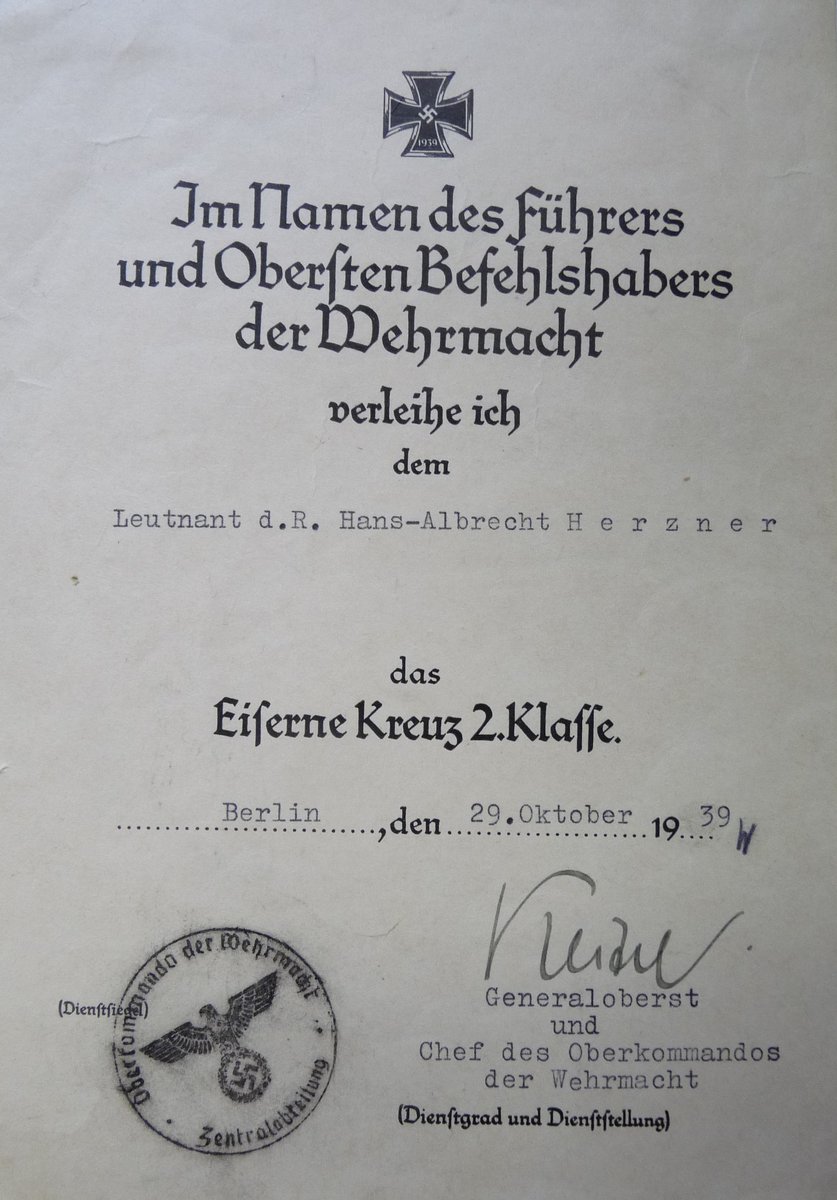 1939
Im Namen des Führers
und Oberſten Befehlshabers
der Wehrmacht
verleihe ich
dem
Leutnant d.R. Hans-Albrecht H e r z n e r
das
Eiſerne Kreuz 2. Klaſſe.
Berlin, den 29.Oktober 1939
Keitel
Generaloberst
und
Chef des Oberkommandos
der Wehrmacht
(Dienſtgrad und Dienſtſtellung)
(Dienſtſiegel)
Oberkommando der Wehrmacht
Zentralabteilung